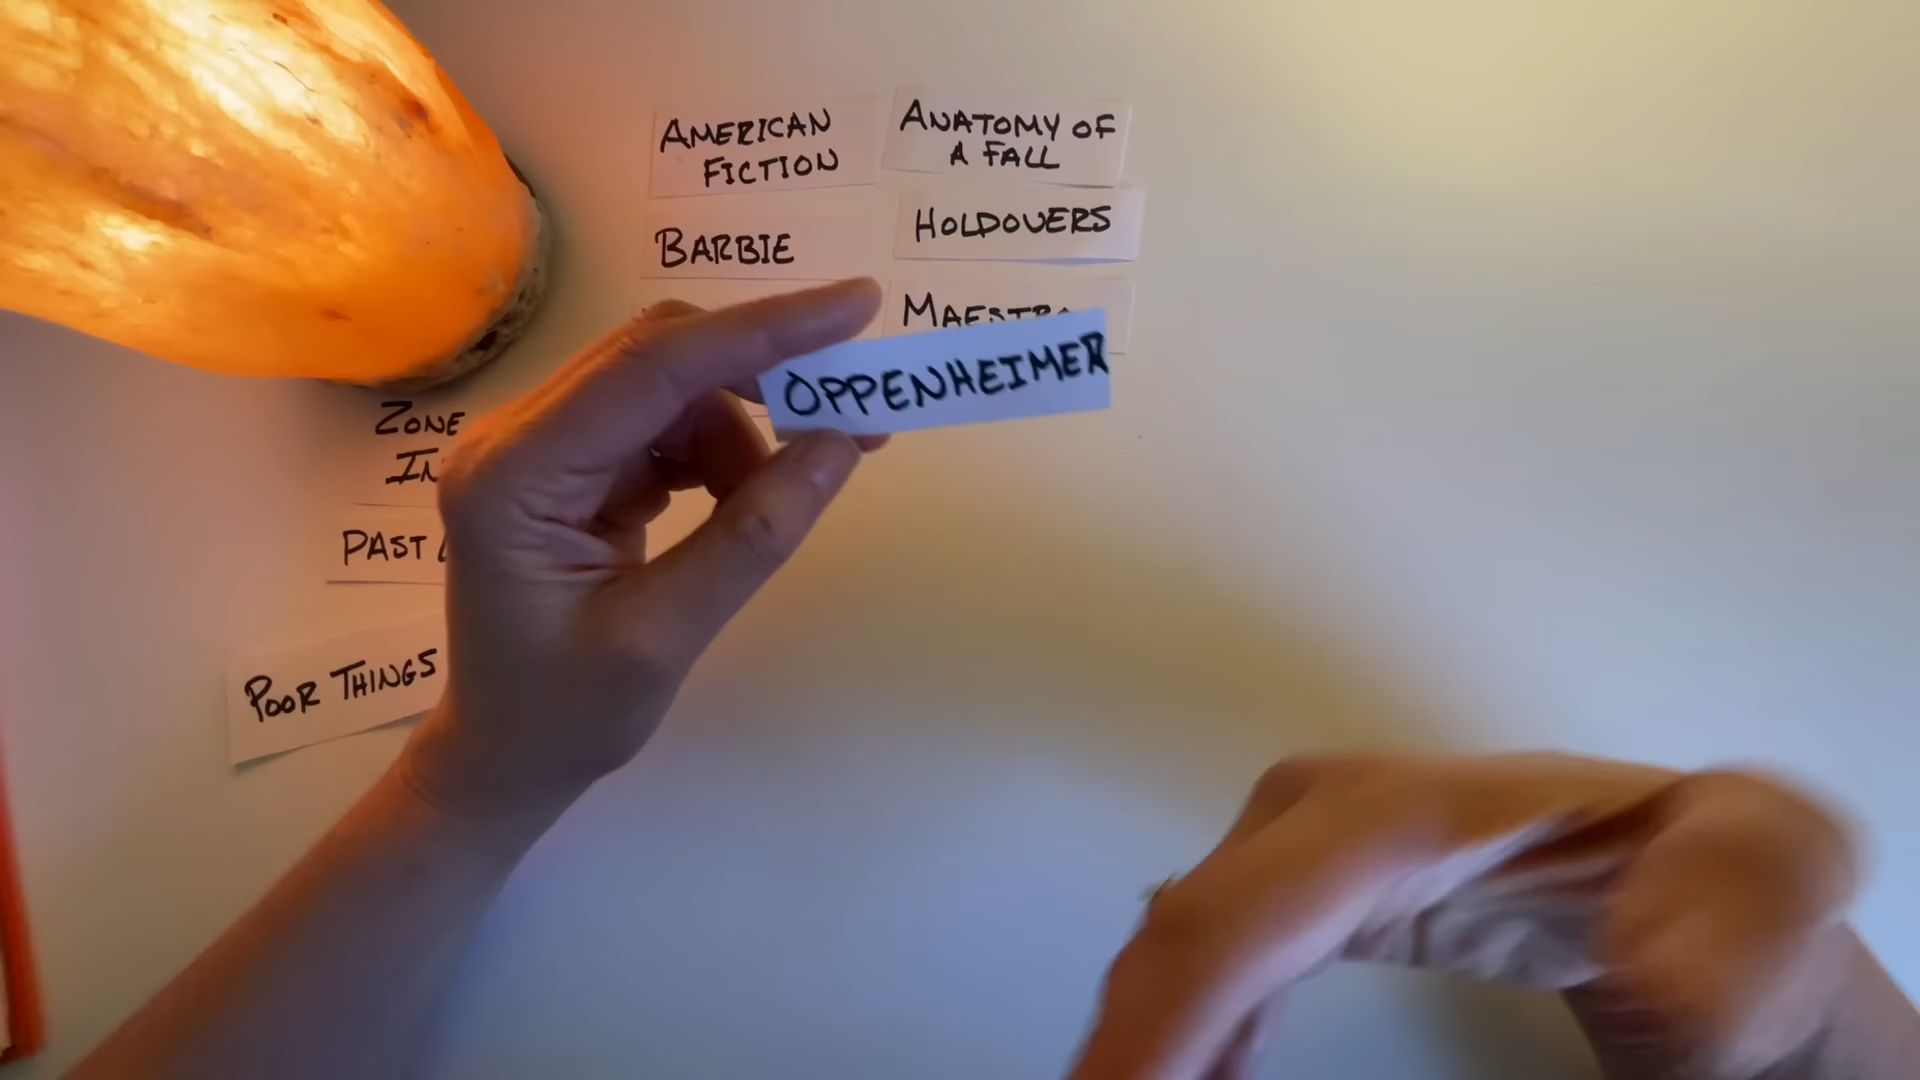 AMERICAN
FICTION
ANATOMY OF
A FALL
BARBIE
HOLDOVERS
OPPENHEIMER
ZONE
PAST
POOR THINGS